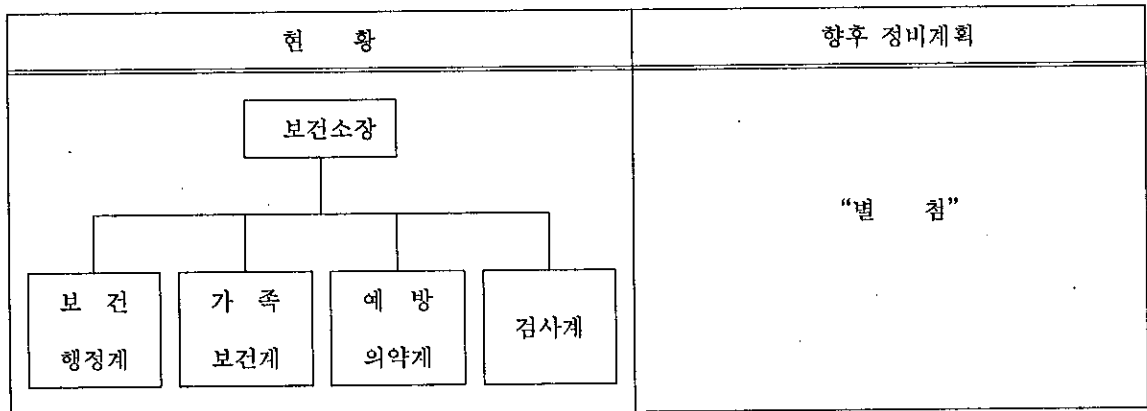 현 황
향후 정비계획
보건소장
"별 첨"
보 건
행정계
가 족
보건계
예 방
의약계
검사계